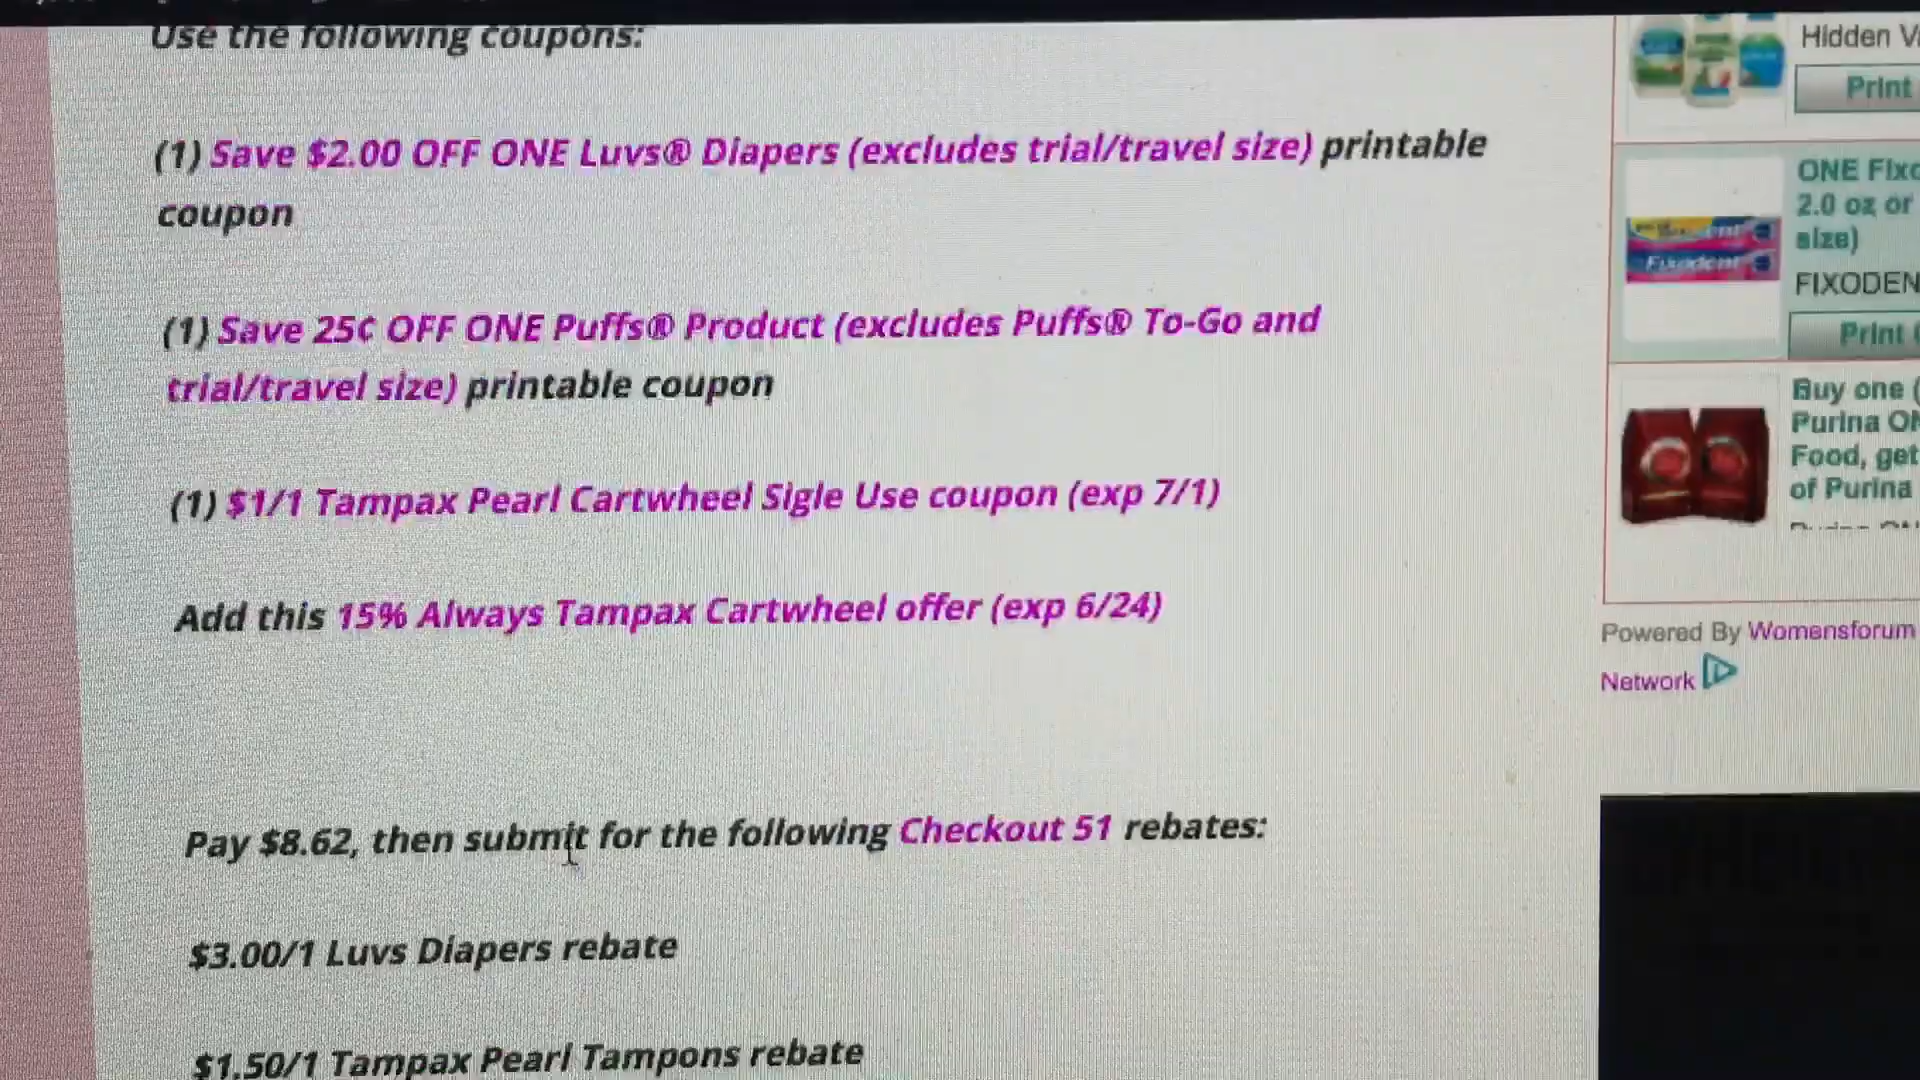 Use the following coupons:
(1) Save $2.00 OFF ONE Luvs® Diapers (excludes trial/travel size) printable
coupon
(1) Save 25¢ OFF ONE Puffs® Product (excludes Puffs® To-Go and
trial/travel size) printable coupon
(1) $1/1 Tampax Pearl Cartwheel Sigle Use coupon (exp 7/1)
Add this 15% Always Tampax Cartwheel offer (exp 6/24)
Pay $8.62, then submit for the following Checkout 51 rebates:
$3.00/1 Luvs Diapers rebate
$1.50/1 Tampax Pearl Tampons rebate
Hidden
Print
ONE
2.0 oz or
size)
Fixodent
FIXODEN
Print
Buy one (
Purina
Food, get
of Purina
Powered By Womensforum
Network